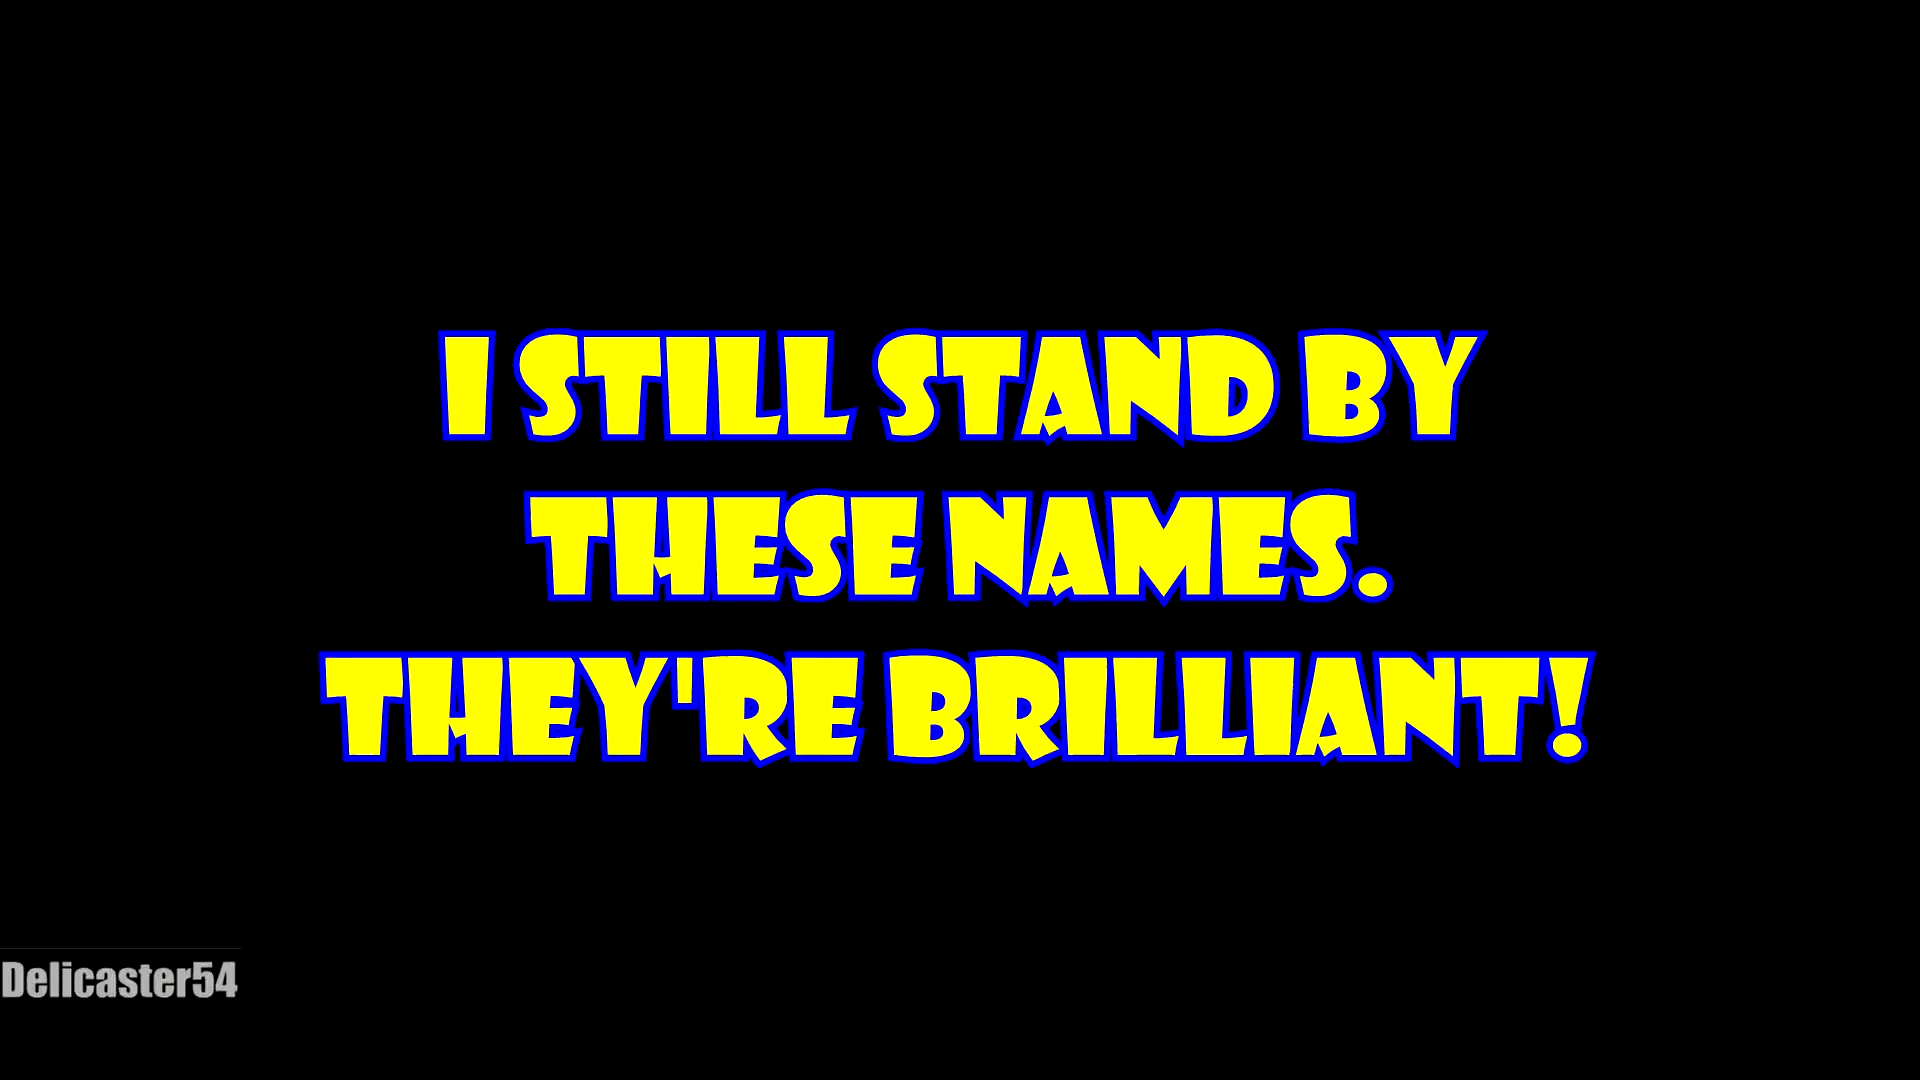 I STILL STAND BY
THESE NAMES.
THEY'RE BRILLIANT!
Delicaster54